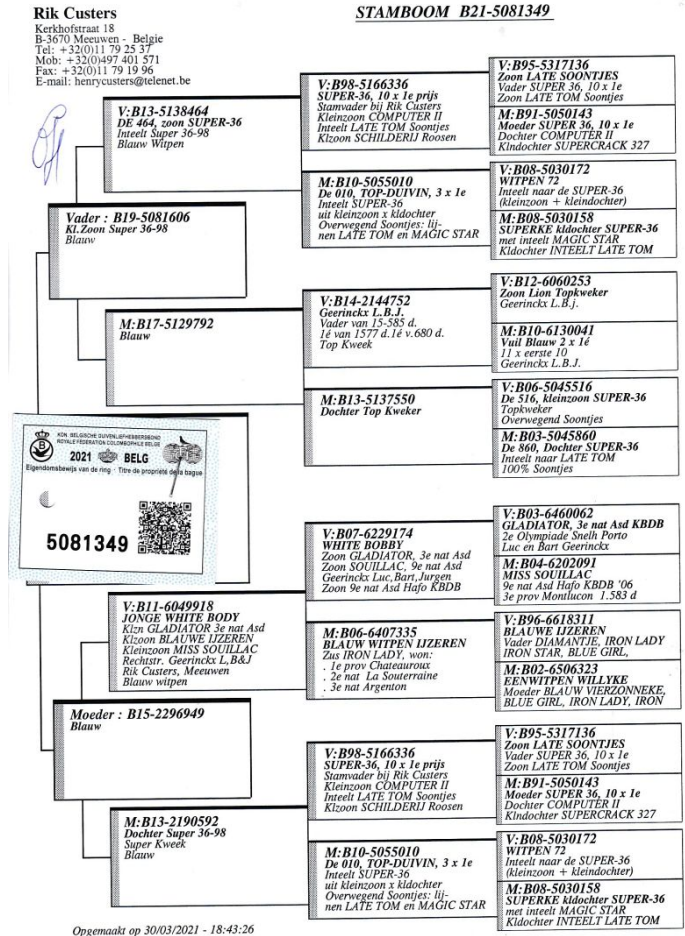 Rik Custers
Kerkhofstraat 18
B-3670 Meeuwen - Belgie
Tel: +32(0)11 79 25 37
Mob: +32(0)497 401 571
Fax: +32(0)11 79 19 96
E-mail: henrycusters@telenet.be
STAMBOOM B21-5081349
V:B13-5138464
DE 464, zoon SUPER-36
Inteelt Super 36-98
Blauw Witpen
Vader : B19-5081606
Kl.Zoon Super 36-98
Blauw
M:B17-5129792
Blauw
V:B98-5166336
SUPER-36, 10 x 1e prijs
Stamvader bij Rik Custers
Kleinzoon COMPUTER II
Inteelt LATE TOM Soontjes
Klzoon SCHILDERIJ Roosen
M:B10-5055010
De 010, TOP-DUIVIN, 3 x 1e
Inteelt SUPER-36
uit kleinzoon x kldochter
Overwegend Soontjes: lij-
nen LATE TOM en MAGIC STAR
V:B14-2144752
Geerinckx L.B.J.
Vader van 15-585 d.
1é van 1577 d.1é v.680 d.
Top Kweek
M:B13-5137550
Dochter Top Kweker
V:B95-5317136
Zoon LATE SOONTJES
Vader SUPER 36, 10 x 1e
Zoon LATE TOM Soontjes
M:B91-5050143
Moeder SUPER 36, 10 x 1e
Dochter COMPUTER II
Klndochter SUPERCRACK 327
V:B08-5030172
WITPEN 72
Inteelt naar de SUPER-36
(kleinzoon + kleindochter)
M:B08-5030158
SUPERKE kldochter SUPER-36
met inteelt MAGIC STAR
Kldochter INTEELT LATE TOM
V:B12-6060253
Zoon Lion Topkweker
Geerinckx L.B.j.
M:B10-6130041
Vuil Blauw 2 x 1é
11 x eerste 10
Geerinckx L.B.J.
V:B06-5045516
De 516, kleinzoon SUPER-36
Topkweker
Overwegend Soontjes
M:B03-5045860
De 860, Dochter SUPER-36
Inteelt naar LATE TOM
100% Soontjes
KON. BELGISCHE DUIVENLIEFHEBBERSBOND
ROYALE FEDERATION COLOMBOPHILE BELGE
2021 BELG
Eigendomsbewijs van de ring - Titre de propriété de la bague
5081349
V:B11-6049918
JONGE WHITE BODY
Klzn GLADIATOR 3e nat Asd
Klzoon BLAUWE IJZEREN
Kleinzoon MISS SOUILLAC
Rechtstr. Geerinckx L,B&J
Rik Custers, Meeuwen
Blauw witpen
Moeder : B15-2296949
Blauw
M:B13-2190592
Dochter Super 36-98
Super Kweek
Blauw
V:B07-6229174
WHITE BOBBY
Zoon GLADIATOR, 3e nat Asd
Zoon SOUILLAC, 9e nat Asd
Geerinckx Luc,Bart,Jurgen
Zoon 9e nat Asd Hafo KBDB
M:B06-6407335
BLAUW WITPEN IJZEREN
Zus IRON LADY, won:
. 1e prov Chateauroux
. 2e nat La Souterraine
. 3e nat Argenton
V:B98-5166336
SUPER-36, 10 x 1e prijs
Stamvader bij Rik Custers
Kleinzoon COMPUTER II
Inteelt LATE TOM Soontjes
Klzoon SCHILDERIJ Roosen
M:B10-5055010
De 010, TOP-DUIVIN, 3 x 1e
Inteelt SUPER-36
uit kleinzoon x kldochter
Overwegend Soontjes: lij-
nen LATE TOM en MAGIC STAR
V:B03-6460062
GLADIATOR, 3e nat Asd KBDB
2e Olympiade Snelh Porto
Luc en Bart Geerinckx
M:B04-6202091
MISS SOUILLAC
9e nat Asd Hafo KBDB '06
3e prov Montlucon 1.583 d
V:B96-6618311
BLAUWE IJZEREN
Vader DIAMANTJE, IRON LADY
IRON STAR, BLUE GIRL,
M:B02-6506323
EENWITPEN WILLYKE
Moeder BLAUW VIERZONNEKE,
BLUE GIRL, IRON LADY, IRON
V:B95-5317136
Zoon LATE SOONTJES
Vader SUPER 36, 10 x 1e
Zoon LATE TOM Soontjes
M:B91-5050143
Moeder SUPER 36, 10 x 1e
Dochter COMPUTER II
Klndochter SUPERCRACK 327
V:B08-5030172
WITPEN 72
Inteelt naar de SUPER-36
(kleinzoon + kleindochter)
M:B08-5030158
SUPERKE kldochter SUPER-36
met inteelt MAGIC STAR
Kldochter INTEELT LATE TOM
Opgemaakt op 30/03/2021 - 18:43:26